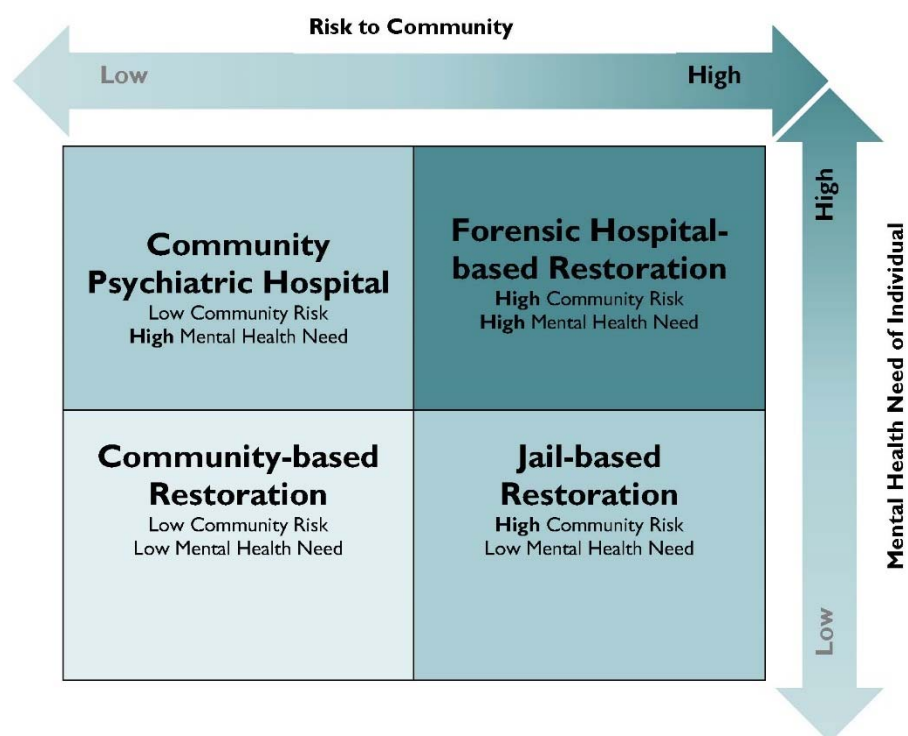 Risk to Community
Low
High
Community
Psychiatric Hospital
Low Community Risk
High Mental Health Need
Forensic Hospital-
based Restoration
High Community Risk
High Mental Health Need
Community-based
Restoration
Low Community Risk
Low Mental Health Need
Jail-based
Restoration
High Community Risk
Low Mental Health Need
High
Low
Mental Health Need of Individual